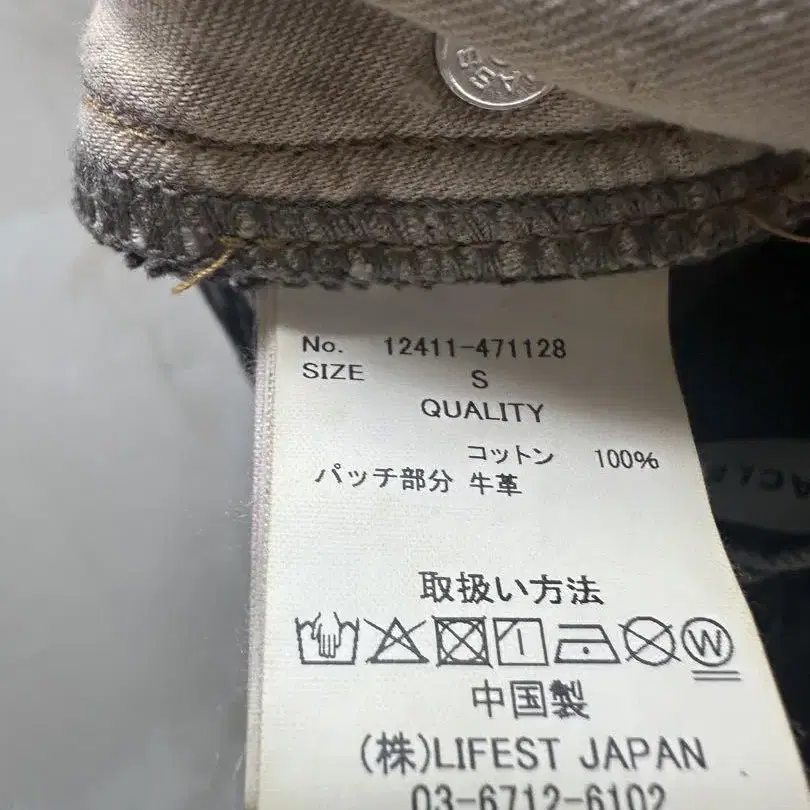 No. 12411-471128
SIZE S
QUALITY
コットン 100%
パッチ部分 牛革
取扱い方法
W
中国製
(株)LIFEST JAPAN
03-6712-6102